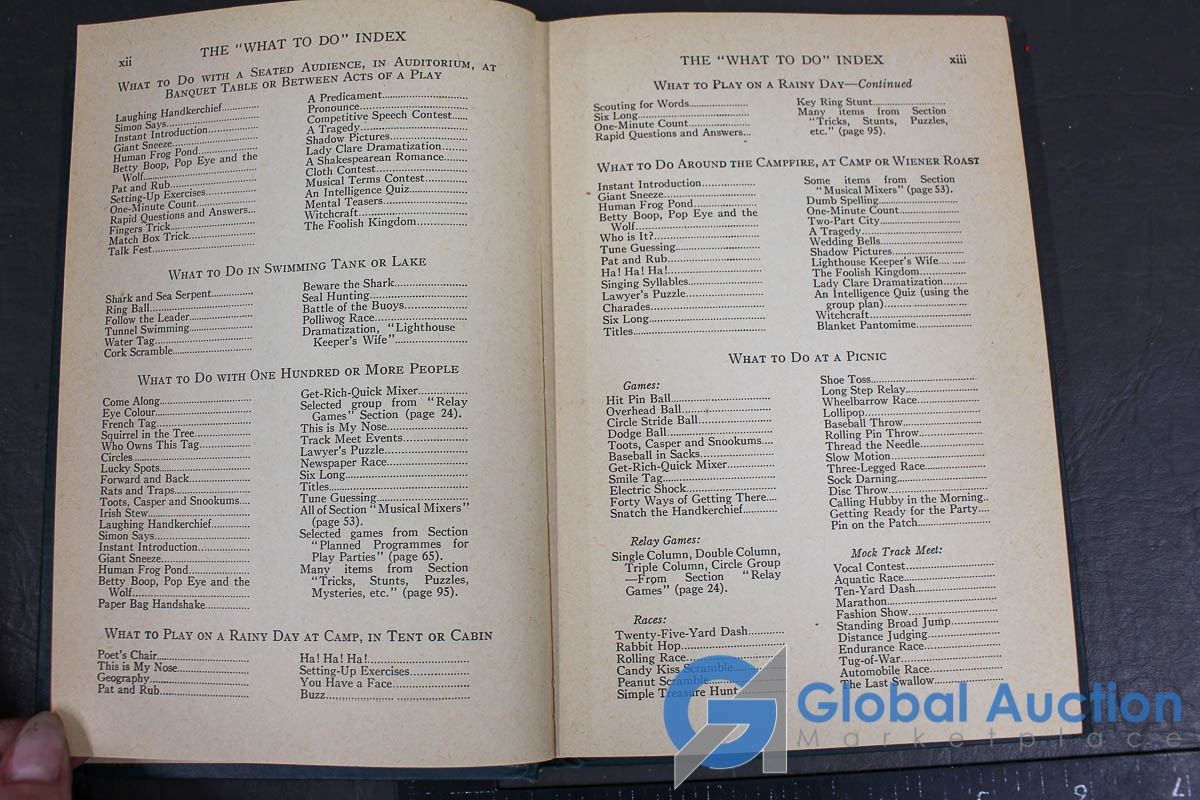 xii
THE "WHAT TO DO" INDEX
WHAT TO DO WITH A SEATED AUDIENCE, IN AUDITORIUM, AT
BANQUET TABLE OR BETWEEN ACTS OF A PLAY
Laughing Handkerchief
Simon Says
Instant Introduction
Giant Sneeze
Human Frog Pond
Betty Boop, Pop Eye and the
Wolf
Pat and Rub
Setting-Up Exercises
One-Minute Count
Rapid Questions and Answers
Fingers Trick
Match Box Trick
Talk Fest
A Predicament
Pronounce
Competitive Speech Contest
A Tragedy
Shadow Pictures
Lady Clare Dramatization
A Shakespearean Romance
Cloth Contest
Musical Terms Contest
An Intelligence Quiz
Mental Teasers
Witchcraft
The Foolish Kingdom
WHAT TO DO IN SWIMMING TANK OR LAKE
Shark and Sea Serpent
Ring Ball
Follow the Leader
Tunnel Swimming
Water Tag
Cork Scramble
Beware the Shark
Seal Hunting
Battle of the Buoys
Polliwog Race
Dramatization, "Lighthouse
Keeper's Wife"
WHAT TO DO WITH ONE HUNDRED OR MORE PEOPLE
Come Along
Eye Colour
French Tag
Squirrel in the Tree
Who Owns This Tag
Circles
Lucky Spots
Forward and Back
Rats and Traps
Toots, Casper and Snookums
Irish Stew
Laughing Handkerchief
Simon Says
Instant Introduction
Giant Sneeze
Human Frog Pond
Betty Boop, Pop Eye and the
Wolf
Paper Bag Handshake
Get-Rich-Quick Mixer
Selected group from "Relay
Games" Section (page 24).
This is My Nose
Track Meet Events
Lawyer's Puzzle
Newspaper Race
Six Long
Titles
Tune Guessing
All of Section "Musical Mixers"
(page 53).
Selected games from Section
"Planned Programmes for
Play Parties" (page 65).
Many items from Section
"Tricks, Stunts, Puzzles,
Mysteries, etc." (page 95).
WHAT TO PLAY ON A RAINY DAY AT CAMP, IN TENT OR CABIN
Poet's Chair
This is My Nose
Geography
Pat and Rub
Ha! Ha! Ha!
Setting-Up Exercises
You Have a Face
Buzz
THE "WHAT TO DO" INDEX
xiii
WHAT TO PLAY ON A RAINY DAY—Continued
Scouting for Words
Six Long
One-Minute Count
Rapid Questions and Answers
Key Ring Stunt
Many items from Section
"Tricks, Stunts, Puzzles,
etc." (page 95).
WHAT TO DO AROUND THE CAMPFIRE, AT CAMP OR WIENER ROAST
Instant Introduction
Giant Sneeze
Human Frog Pond
Betty Boop, Pop Eye and the
Wolf
Who is It?
Tune Guessing
Pat and Rub
Ha! Ha! Ha!
Singing Syllables
Lawyer's Puzzle
Charades
Six Long
Titles
Some items from Section
"Musical Mixers" (page 53).
Dumb Spelling
One-Minute Count
Two-Part City
A Tragedy
Wedding Bells
Shadow Pictures
Lighthouse Keeper's Wife
The Foolish Kingdom
Lady Clare Dramatization
An Intelligence Quiz (using the
group plan)
Witchcraft
Blanket Pantomime
WHAT TO DO AT A PICNIC
Games:
Hit Pin Ball
Overhead Ball
Circle Stride Ball
Dodge Ball
Toots, Casper and Snookums
Baseball in Sacks
Get-Rich-Quick Mixer
Smile Tag
Electric Shock
Forty Ways of Getting There
Snatch the Handkerchief
Relay Games:
Single Column, Double Column,
Triple Column, Circle Group
—From Section "Relay
Games" (page 24).
Races:
Twenty-Five-Yard Dash
Rabbit Hop
Rolling Race
Candy Kiss Scramble
Peanut Scramble
Simple Treasure Hunt
Shoe Toss
Long Step Relay
Wheelbarrow Race
Lollipop
Baseball Throw
Rolling Pin Throw
Thread the Needle
Slow Motion
Three-Legged Race
Sock Darning
Disc Throw
Calling Hubby in the Morning
Getting Ready for the Party
Pin on the Patch
Mock Track Meet:
Vocal Contest
Aquatic Race
Ten-Yard Dash
Marathon
Fashion Show
Standing Broad Jump
Distance Judging
Endurance Race
Tug-of-War
Automobile Race
The Last Swallow
Global Auction
Marketplace
6 7